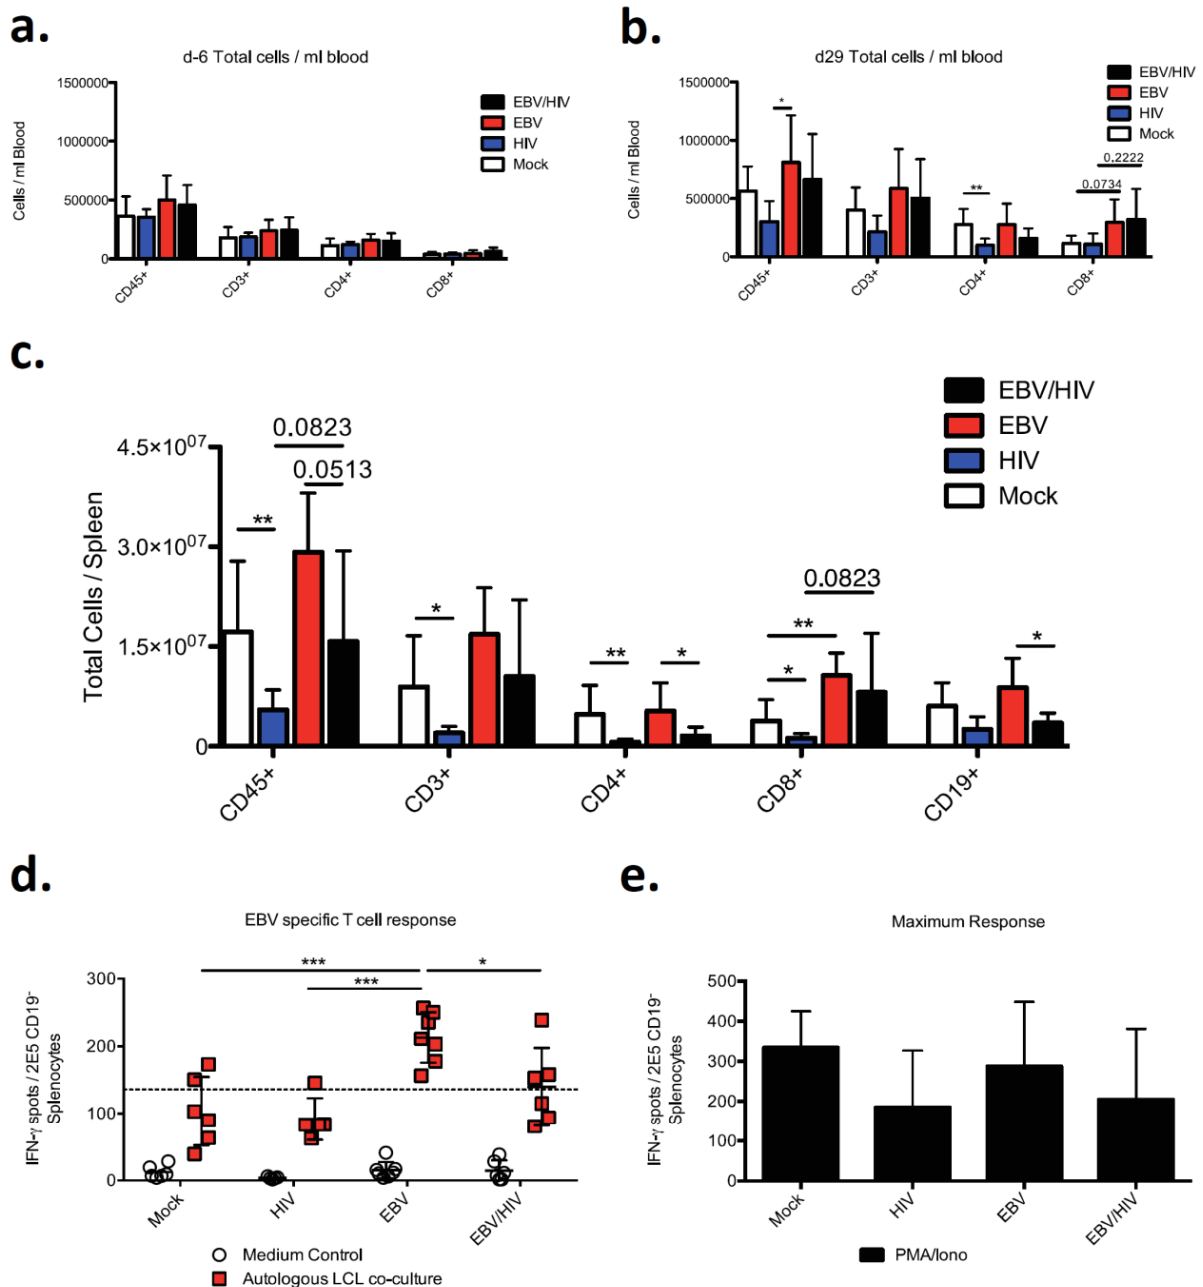 a.
d-6 Total cells / ml blood
Cells / ml Blood
1500000
1000000
500000
0
CD45+
CD3+
CD4+
CD8+
EBV/HIV
EBV
HIV
Mock
b.
d29 Total cells / ml blood
Cells / ml Blood
1500000
1000000
500000
0
*
**
0.0734
0.2222
CD45+
CD3+
CD4+
CD8+
EBV/HIV
EBV
HIV
Mock
c.
Total Cells / Spleen
4.5×10^07
3.0×10^07
1.5×10^07
0
0.0823
0.0513
**
*
**
*
0.0823
**
*
*
CD45+
CD3+
CD4+
CD8+
CD19+
EBV/HIV
EBV
HIV
Mock
d.
EBV specific T cell response
IFN-γ spots / 2E5 CD19-
Splenocytes
300
200
100
0
***
***
*
Mock
HIV
EBV
EBV/HIV
Medium Control
Autologous LCL co-culture
e.
Maximum Response
IFN-γ spots / 2E5 CD19-
Splenocytes
500
400
300
200
100
0
Mock
HIV
EBV
EBV/HIV
PMA/Iono